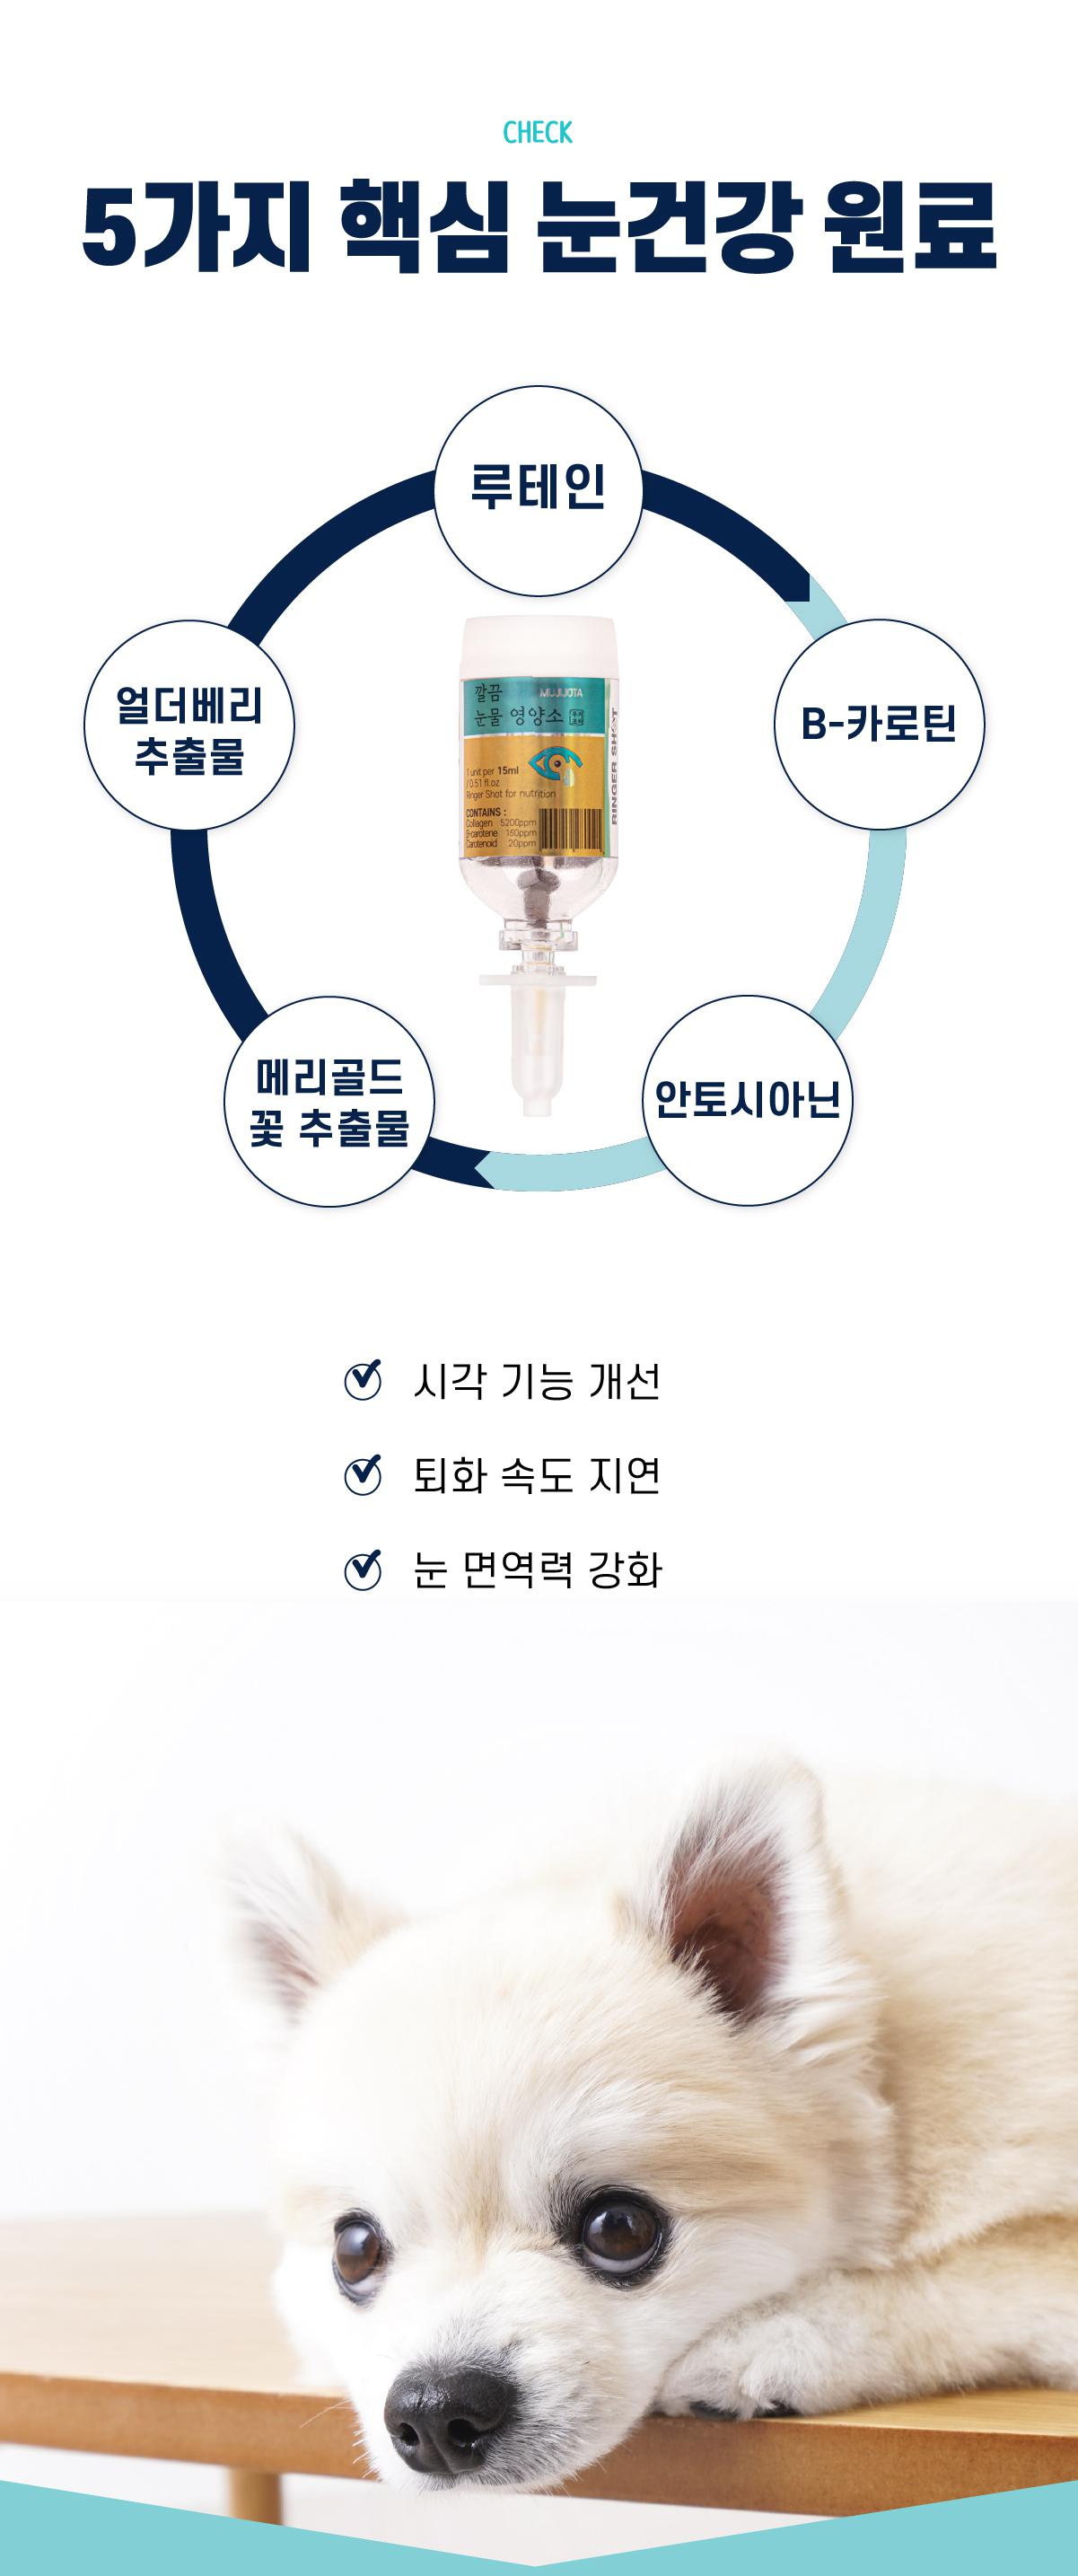 CHECK
5가지 핵심 눈건강 원료
루테인
얼더베리
추출물
B-카로틴
메리골드
꽃 추출물
안토시아닌
깔끔
MUJUOTA
눈물 영양소
1 unit per 15ml
/ 0.51 fl.oz
Ringer Shot for nutrition
CONTAINS :
Collagen 5200ppm
β-carotene 150ppm
Carotenoid 20ppm
RINGER SHOT
시각 기능 개선
퇴화 속도 지연
눈 면역력 강화